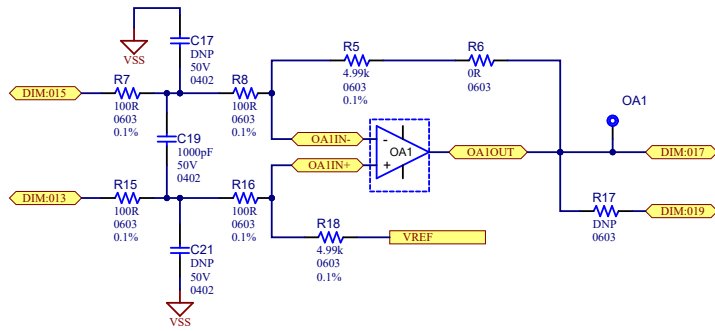 C17
DNP
50V
0402
VSS
R5
4.99k
0603
0.1%
R6
0R
0603
DIM:015
R7
100R
0603
0.1%
R8
100R
0603
0.1%
C19
1000pF
50V
0402
OA1IN-
OA1IN+
-
+
OA1
OA1OUT
OA1
DIM:017
DIM:013
R15
100R
0603
0.1%
R16
100R
0603
0.1%
R17
DNP
0603
DIM:019
R18
4.99k
0603
0.1%
VREF
C21
DNP
50V
0402
VSS